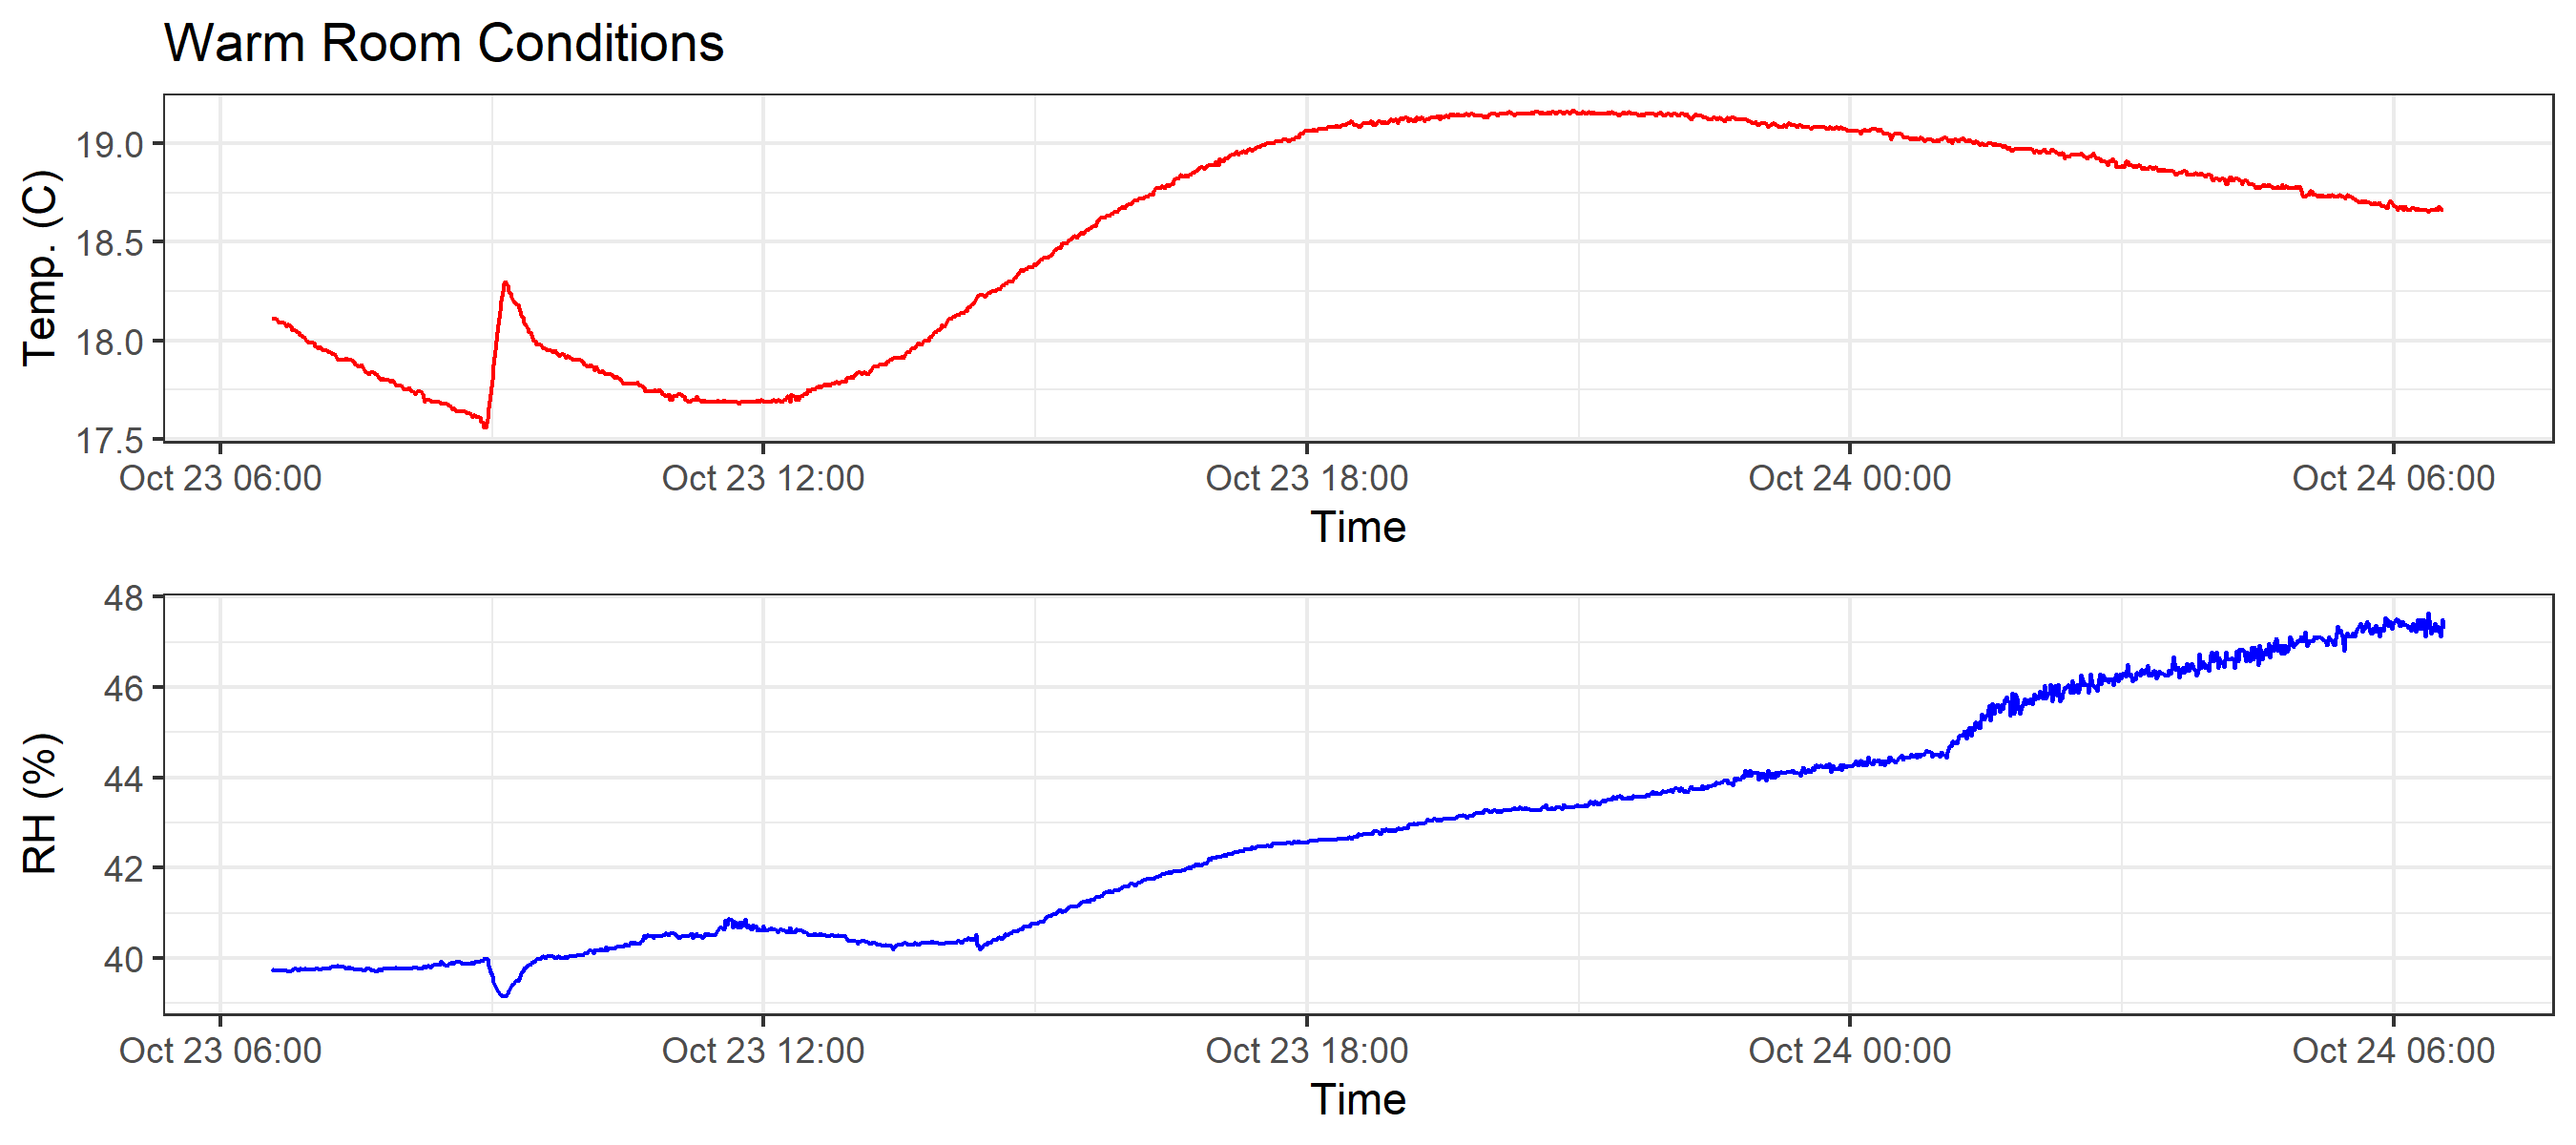 Warm Room Conditions
Temp. (C)
19.0
18.5
18.0
17.5
Oct 23 06:00 Oct 23 12:00 Oct 23 18:00 Oct 24 00:00 Oct 24 06:00
Time
RH (%)
48
46
44
42
40
Oct 23 06:00 Oct 23 12:00 Oct 23 18:00 Oct 24 00:00 Oct 24 06:00
Time